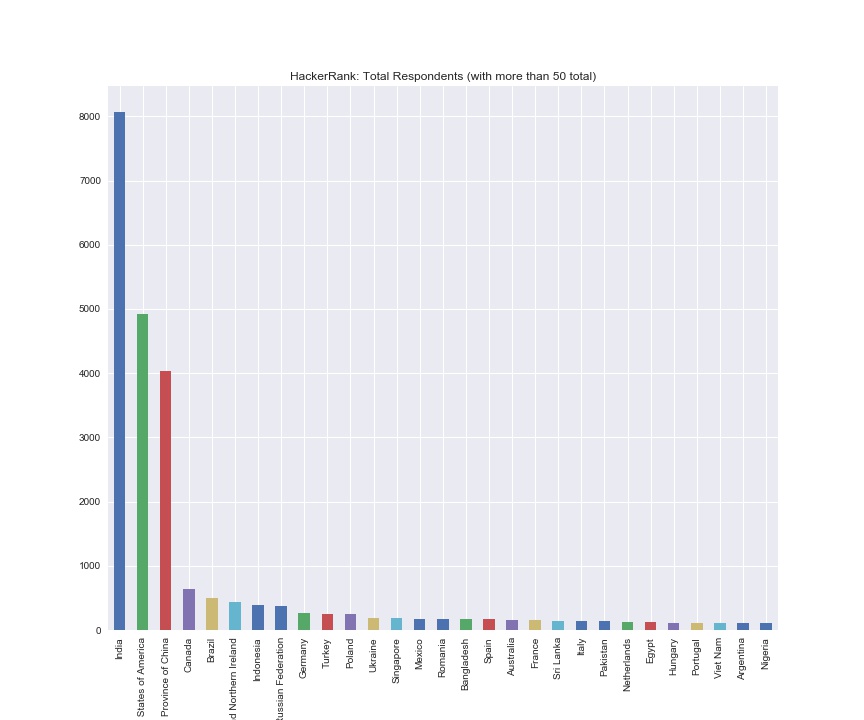 HackerRank: Total Respondents (with more than 50 total)
8000
7000
6000
5000
4000
3000
2000
1000
0
India
States of America
Province of China
Canada
Brazil
d Northern Ireland
Indonesia
ussian Federation
Germany
Turkey
Poland
Ukraine
Singapore
Mexico
Romania
Bangladesh
Spain
Australia
France
Sri Lanka
Italy
Pakistan
Netherlands
Egypt
Hungary
Portugal
Viet Nam
Argentina
Nigeria